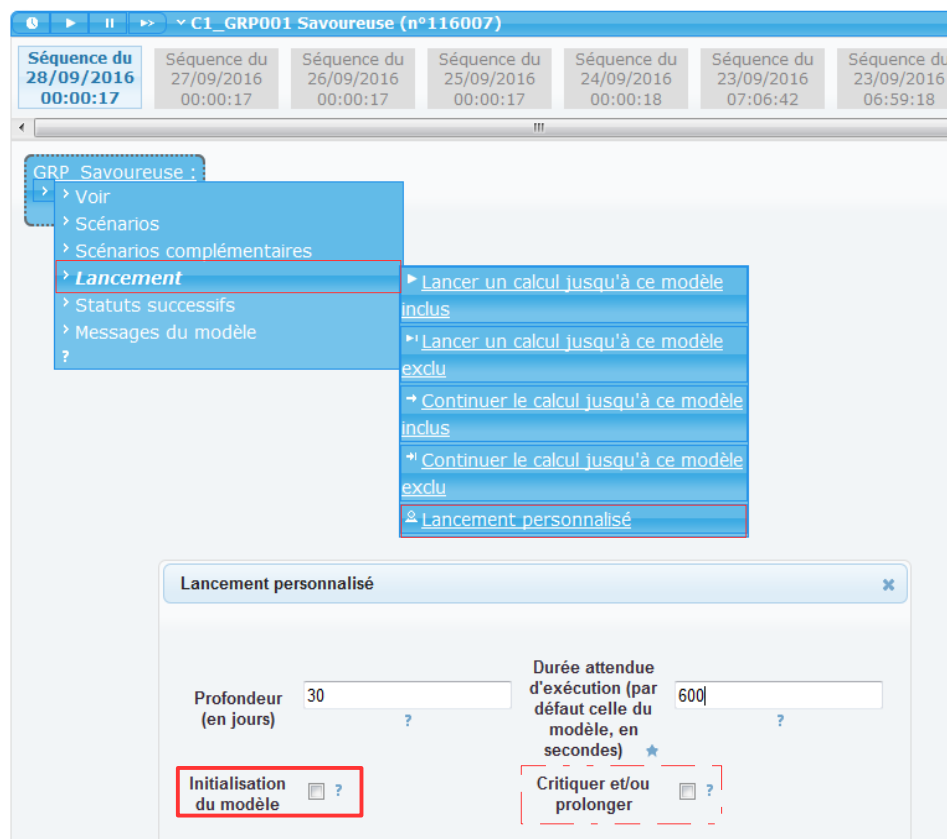 C1_GRP001 Savoureuse (n°116007)
Séquence du
28/09/2016
00:00:17
Séquence du
27/09/2016
00:00:17
Séquence du
26/09/2016
00:00:17
Séquence du
25/09/2016
00:00:17
Séquence du
24/09/2016
00:00:18
Séquence du
23/09/2016
07:06:42
Séquence du
23/09/2016
06:59:18
GRP Savoureuse :
Voir
Scénarios
Scénarios complémentaires
Lancement
Statuts successifs
Messages du modèle
?
Lancer un calcul jusqu'à ce modèle
inclus
Lancer un calcul jusqu'à ce modèle
exclu
Continuer le calcul jusqu'à ce modèle
inclus
Continuer le calcul jusqu'à ce modèle
exclu
Lancement personnalisé
Lancement personnalisé
Profondeur
(en jours)
30
?
Durée attendue
d'exécution (par
défaut celle du
modèle, en
secondes)
600
?
Initialisation
du modèle
?
Critiquer et/ou
prolonger
?